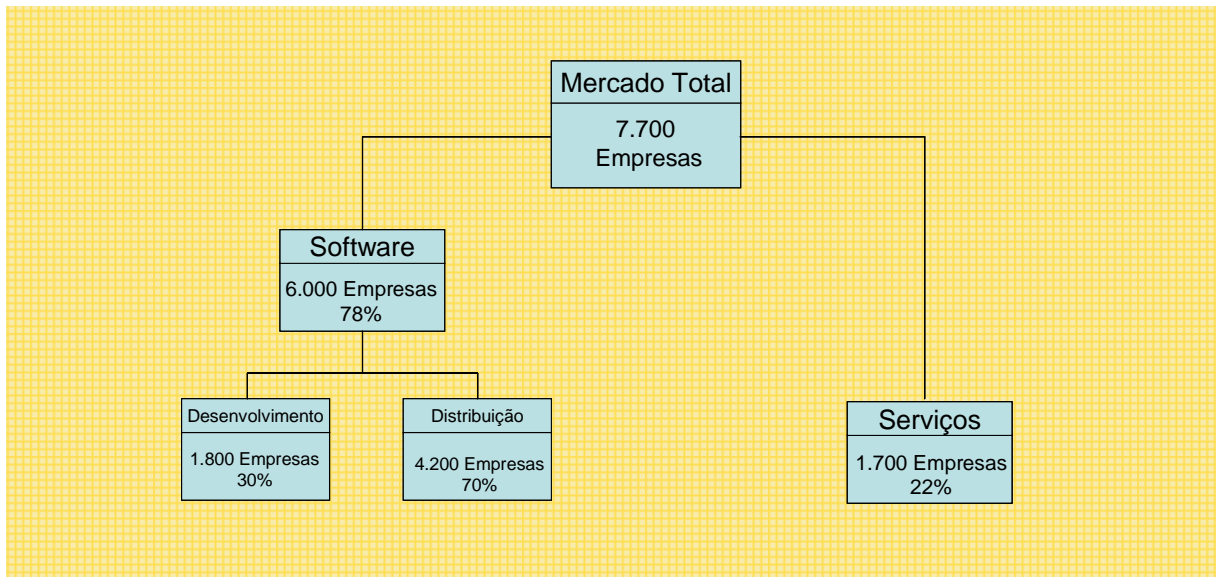 Mercado Total
7.700
Empresas
Software
6.000 Empresas
78%
Desenvolvimento
1.800 Empresas
30%
Distribuição
4.200 Empresas
70%
Serviços
1.700 Empresas
22%